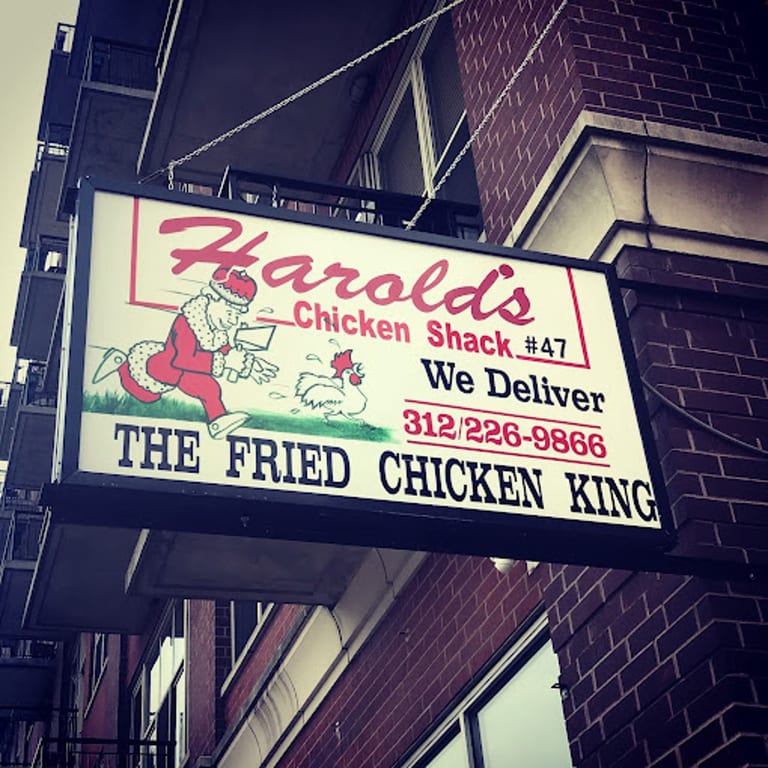 Harold's
Chicken Shack #47
We Deliver
312/226-9866
THE FRIED CHICKEN KING